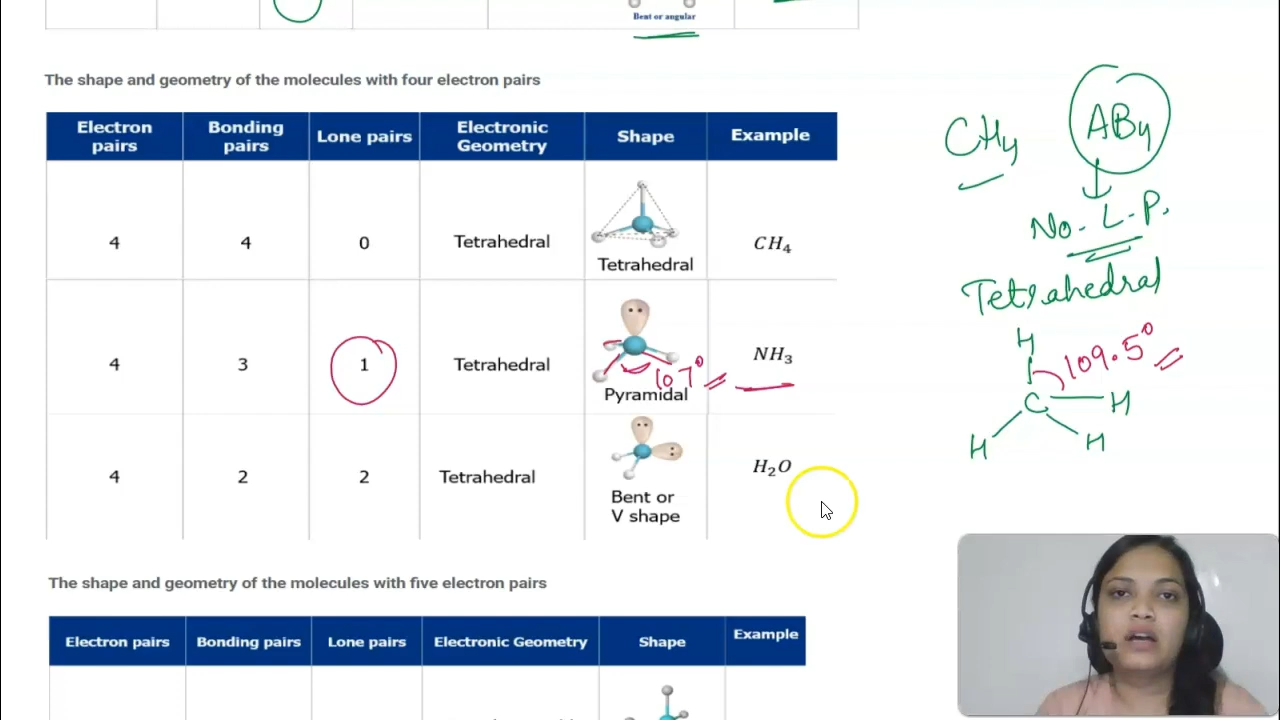 Bent or angular
The shape and geometry of the molecules with four electron pairs
Electron pairs Bonding pairs Lone pairs Electronic Geometry Shape Example
4 4 0 Tetrahedral Tetrahedral CH₄
4 3 1 Tetrahedral Pyramidal NH₃
107°
4 2 2 Tetrahedral Bent or V shape H₂O
The shape and geometry of the molecules with five electron pairs
Electron pairs Bonding pairs Lone pairs Electronic Geometry Shape Example
CH₄ AB₄
No. L.P.
Tetrahedral
H
109.5°
C H
H H